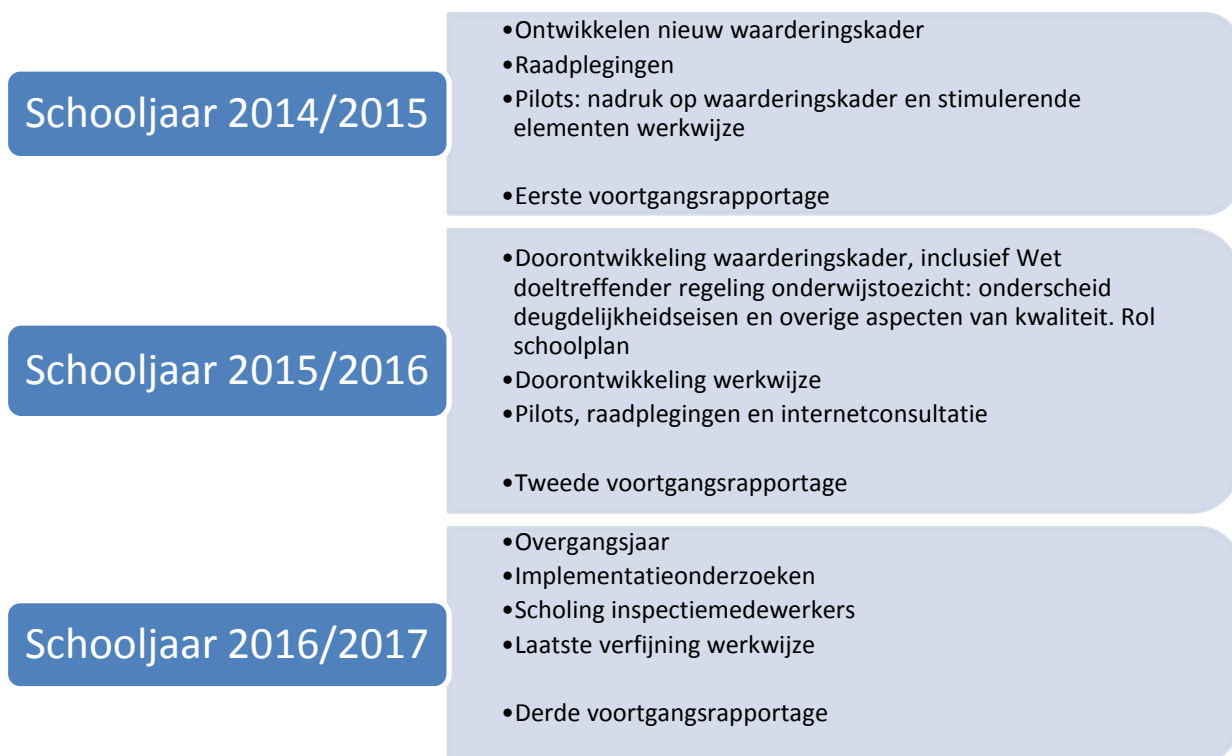 Schooljaar 2014/2015
•Ontwikkelen nieuw waarderingskader
•Raadplegingen
•Pilots: nadruk op waarderingskader en stimulerende
elementen werkwijze
•Eerste voortgangsrapportage
Schooljaar 2015/2016
•Doorontwikkeling waarderingskader, inclusief Wet
doeltreffender regeling onderwijstoezicht: onderscheid
deugdelijkheidseisen en overige aspecten van kwaliteit. Rol
schoolplan
•Doorontwikkeling werkwijze
•Pilots, raadplegingen en internetconsultatie
•Tweede voortgangsrapportage
Schooljaar 2016/2017
•Overgangsjaar
•Implementatieonderzoeken
•Scholing inspectiemedewerkers
•Laatste verfijning werkwijze
•Derde voortgangsrapportage